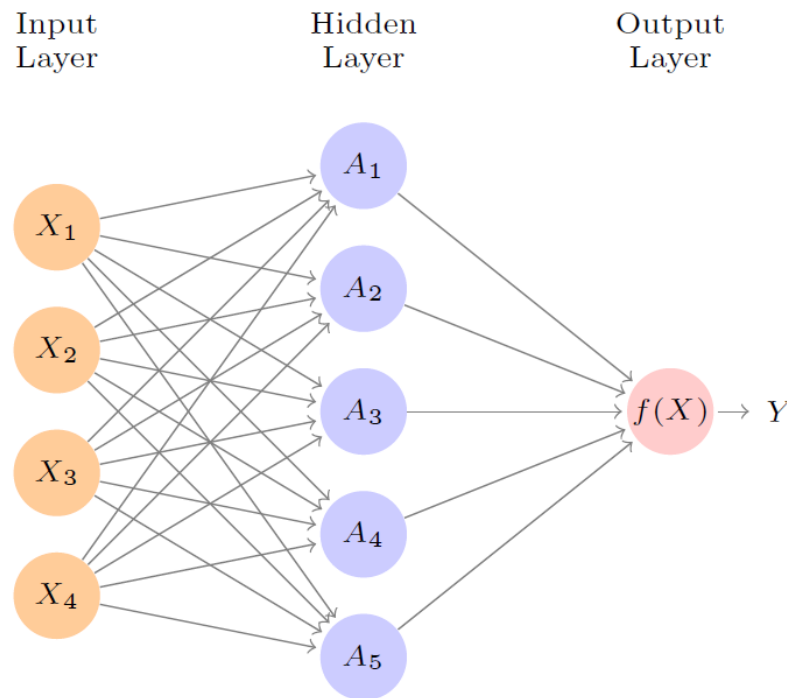 Input
Layer
Hidden
Layer
Output
Layer
X₁
X₂
X₃
X₄
A₁
A₂
A₃
A₄
A₅
f(X)
Y